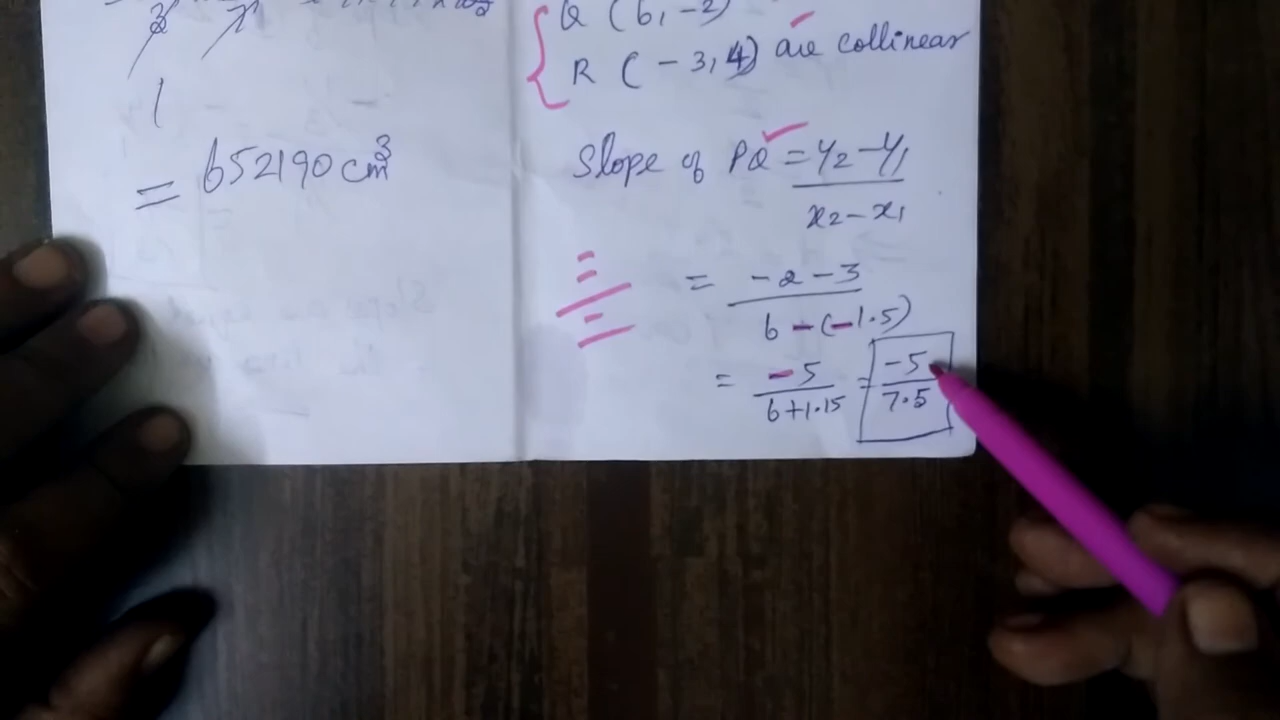 = 652190 cm³
Q (6, -2)
R (-3, 4) are collinear
Slope of PQ = y₂ - y₁
x₂ - x₁
= -2 - 3
6 - (-1.5)
= -5 = -5
6+1.15 7.5